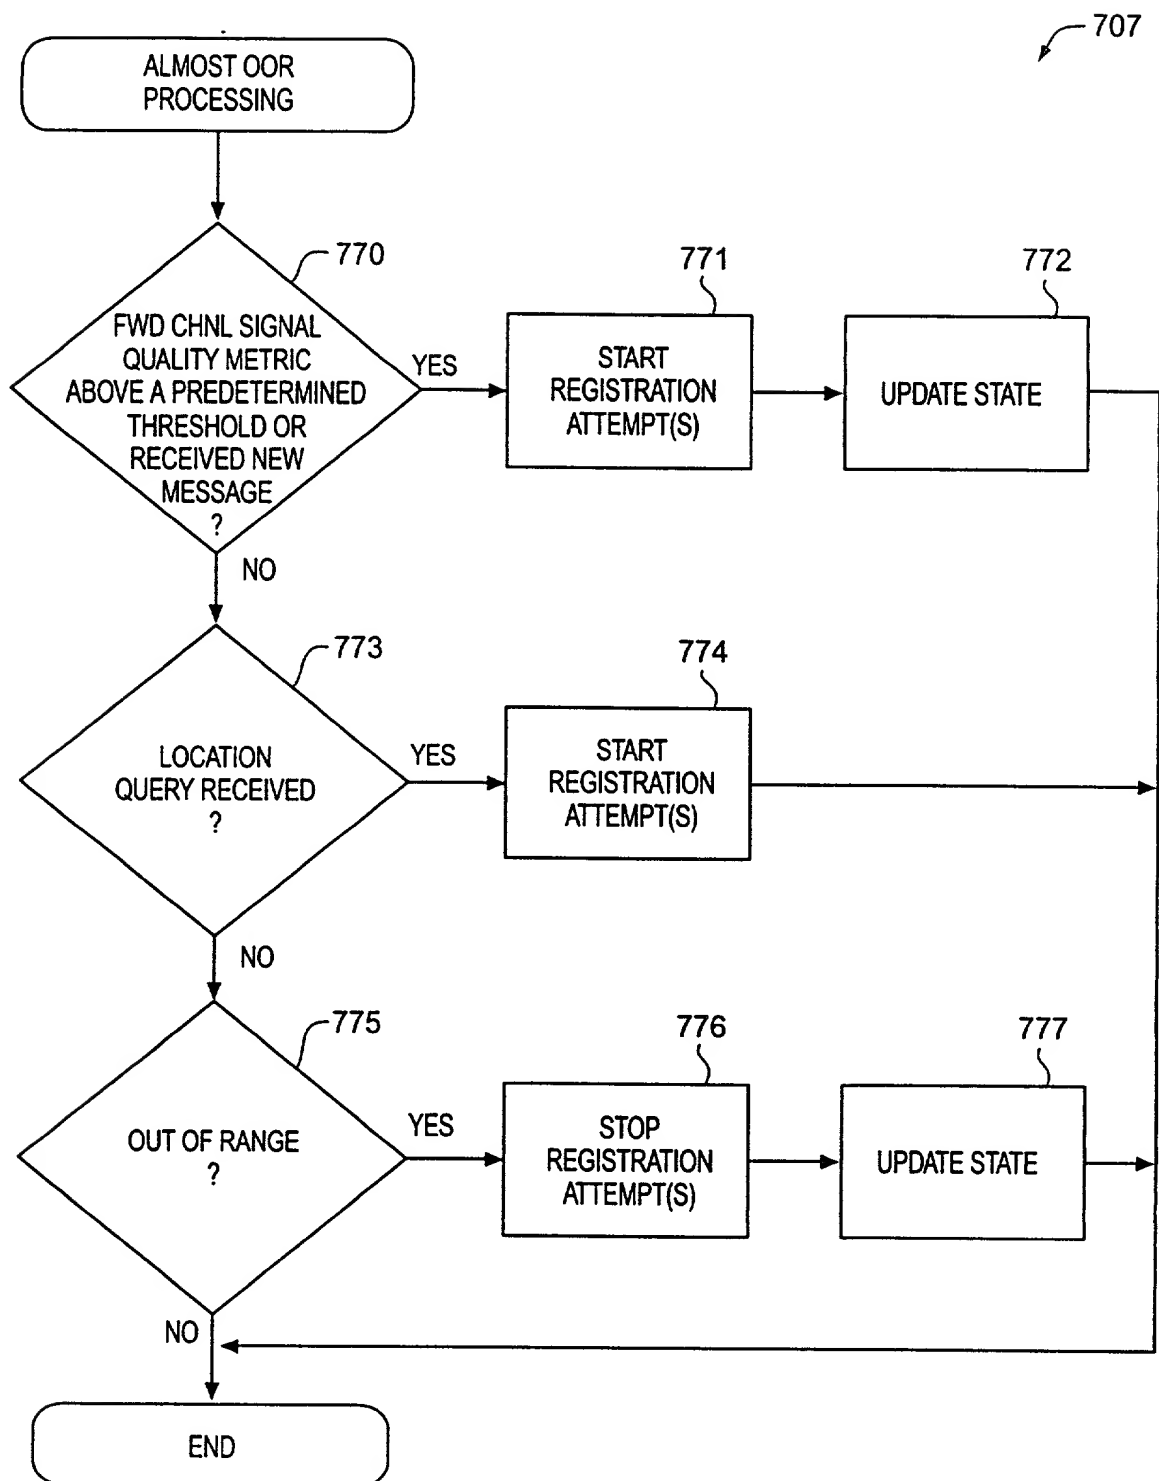 707
ALMOST OOR
PROCESSING
770
FWD CHNL SIGNAL
QUALITY METRIC
ABOVE A PREDETERMINED
THRESHOLD OR
RECEIVED NEW
MESSAGE
?
YES
771
START
REGISTRATION
ATTEMPT(S)
772
UPDATE STATE
NO
773
LOCATION
QUERY RECEIVED
?
YES
774
START
REGISTRATION
ATTEMPT(S)
NO
775
OUT OF RANGE
?
YES
776
STOP
REGISTRATION
ATTEMPT(S)
777
UPDATE STATE
NO
END